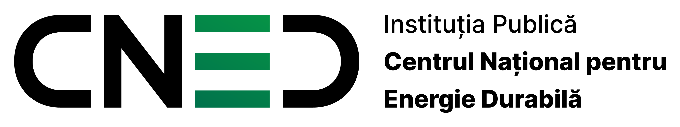 CNED
Instituția Publică
Centrul Național pentru
Energie Durabilă